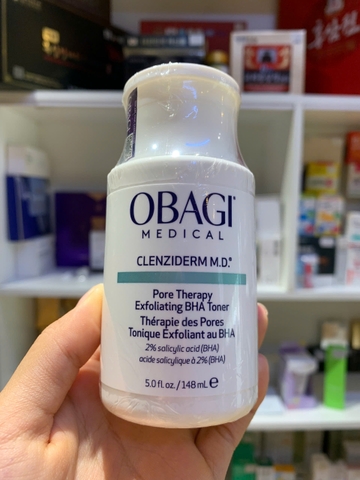 OBAGI
MEDICAL
CLENZIDERM M.D.®
Pore Therapy
Exfoliating BHA Toner
Thérapie des Pores
Tonique Exfoliant au BHA
2% salicylic acid (BHA)
acide salicylique à 2% (BHA)
5.0 fl.oz. / 148 mL e